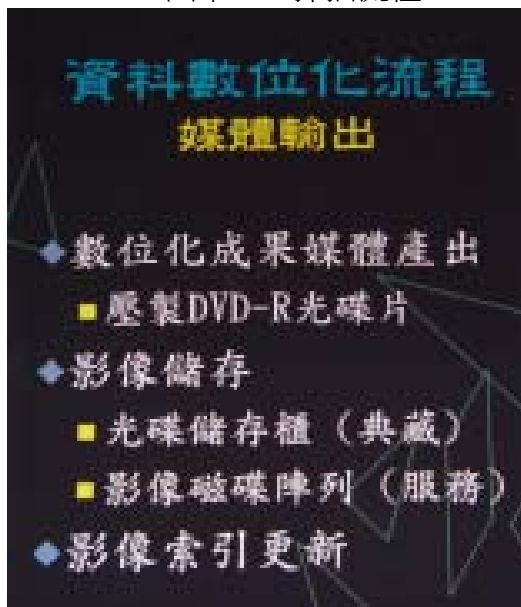 資料數位化流程
媒體輸出
數位化成果媒體產出
壓製DVD-R光碟片
影像儲存
光碟儲存櫃（典藏）
影像磁碟陣列（服務）
影像索引更新